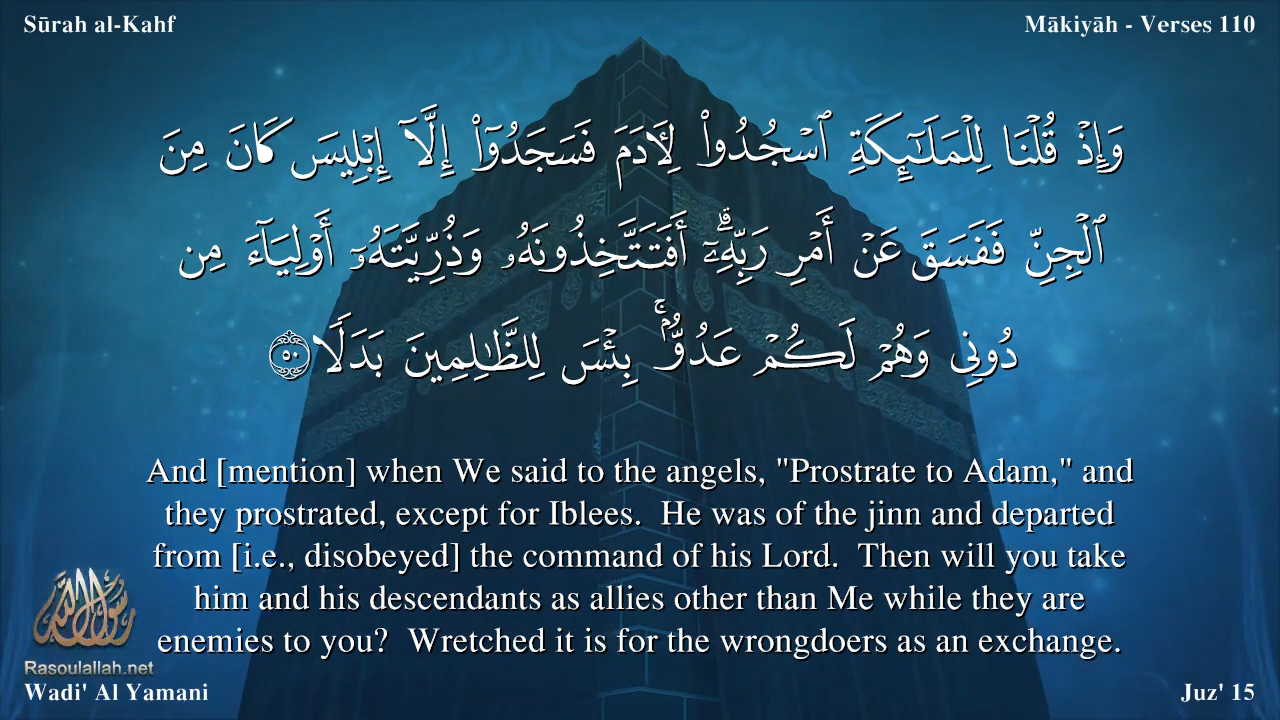 Sūrah al-Kahf
Mākiyāh - Verses 110
وَإِذۡ قُلۡنَا لِلۡمَلَـٰٓئِكَةِ ٱسۡجُدُوا۟ لِـَٔادَمَ فَسَجَدُوٓا۟ إِلَّآ إِبۡلِيسَ كَانَ مِنَ
ٱلۡجِنِّ فَفَسَقَ عَنۡ أَمۡرِ رَبِّهِۦٓ ۗ أَفَتَتَّخِذُونَهُۥ وَذُرِّيَّتَهُۥٓ أَوۡلِيَآءَ مِن
دُونِى وَهُمۡ لَكُمۡ عَدُوُّۢ ۚ بِئۡسَ لِلظَّـٰلِمِينَ بَدَلًا ٥٠
And [mention] when We said to the angels, "Prostrate to Adam," and
they prostrated, except for Iblees.  He was of the jinn and departed
from [i.e., disobeyed] the command of his Lord.  Then will you take
him and his descendants as allies other than Me while they are
enemies to you?  Wretched it is for the wrongdoers as an exchange.
رسول الله
Rasoulallah.net
Wadi' Al Yamani
Juz' 15